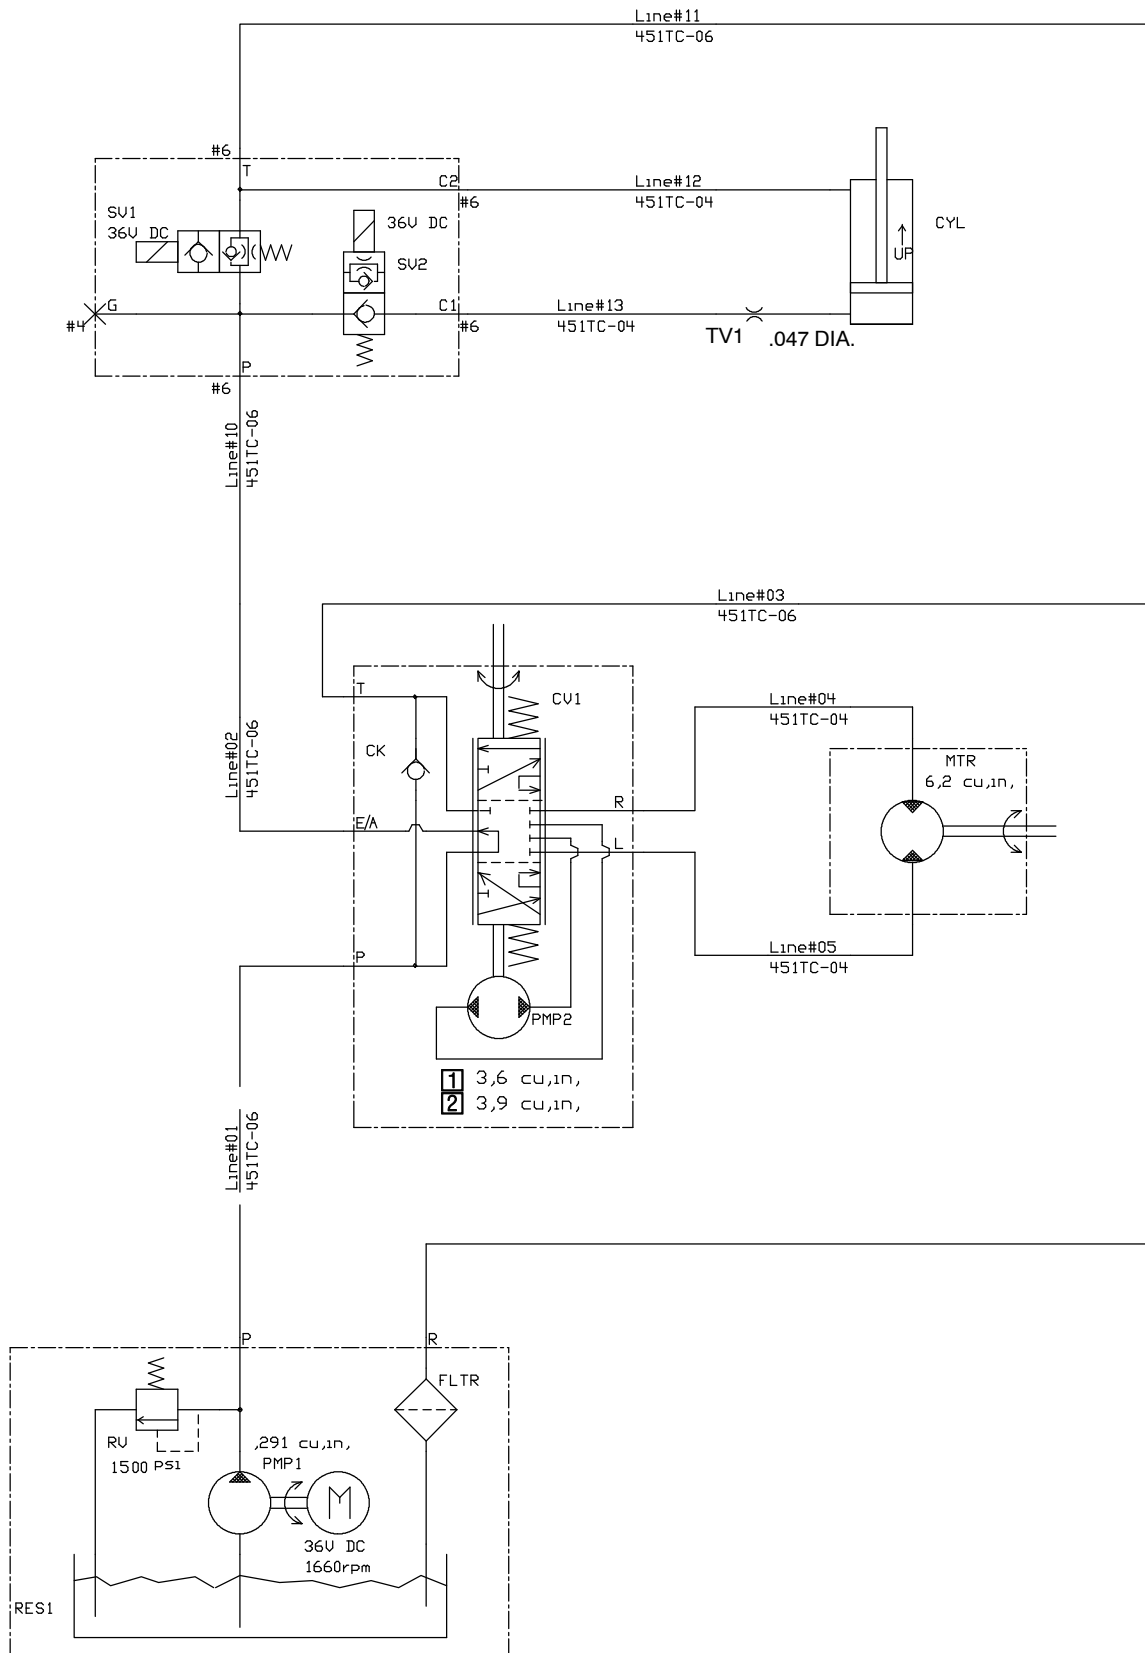 Line#11
451TC-06
#6
T
C2
#6
Line#12
451TC-04
SV1
36V DC
36V DC
SV2
CYL
UP
G
#4
C1
#6
Line#13
451TC-04
TV1 .047 DIA.
P
#6
Line#10
451TC-06
Line#03
451TC-06
T
CV1
Line#04
451TC-04
Line#02
451TC-06
CK
MTR
6,2 cu,in,
R
E/A
L
Line#05
451TC-04
P
PMP2
1 3,6 cu,in,
2 3,9 cu,in,
Line#01
451TC-06
P
R
FLTR
RV
1500 PSI
,291 cu,in,
PMP1
M
36V DC
1660rpm
RES1